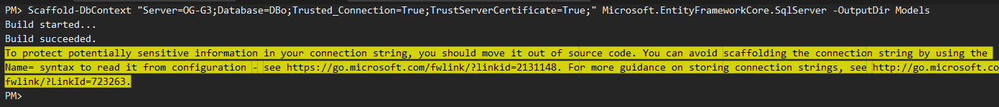 PM> Scaffold-DbContext "Server=OG-G3;Database=DBo;Trusted_Connection=True;TrustServerCertificate=True;" Microsoft.EntityFrameworkCore.SqlServer -OutputDir Models
Build started...
Build succeeded.
To protect potentially sensitive information in your connection string, you should move it out of source code. You can avoid scaffolding the connection string by using the
Name= syntax to read it from configuration - see https://go.microsoft.com/fwlink/?linkid=2131148. For more guidance on storing connection strings, see http://go.microsoft.co
fwlink/?LinkId=723263.
PM>